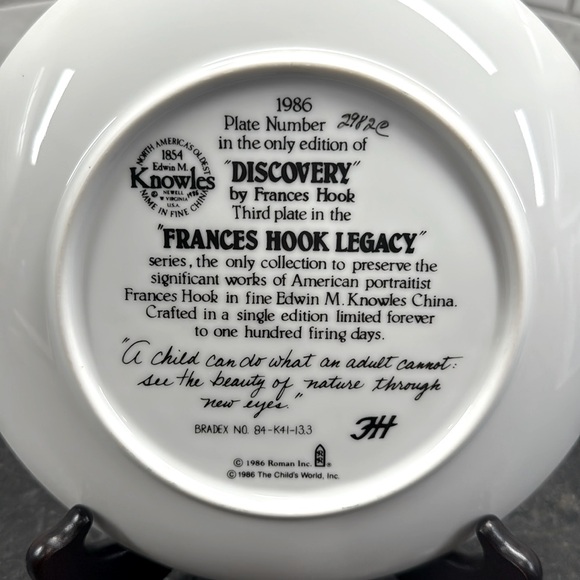 1986
Plate Number 2982C
in the only edition of
"DISCOVERY"
by Frances Hook
Third plate in the
"FRANCES HOOK LEGACY"
series, the only collection to preserve the
significant works of American portraitist
Frances Hook in fine Edwin M. Knowles China.
Crafted in a single edition limited forever
to one hundred firing days.
"A child can do what an adult cannot:
see the beauty of nature through
new eyes."
BRADEX NO. 84-K41-13.3
FH
© 1986 Roman Inc. ®
© 1986 The Child's World, Inc.
NORTH AMERICA'S OLDEST
1854
Edwin M.
Knowles
© NEWELL 1986
W VIRGINIA
U.S.A.
NAME IN FINE CHINA